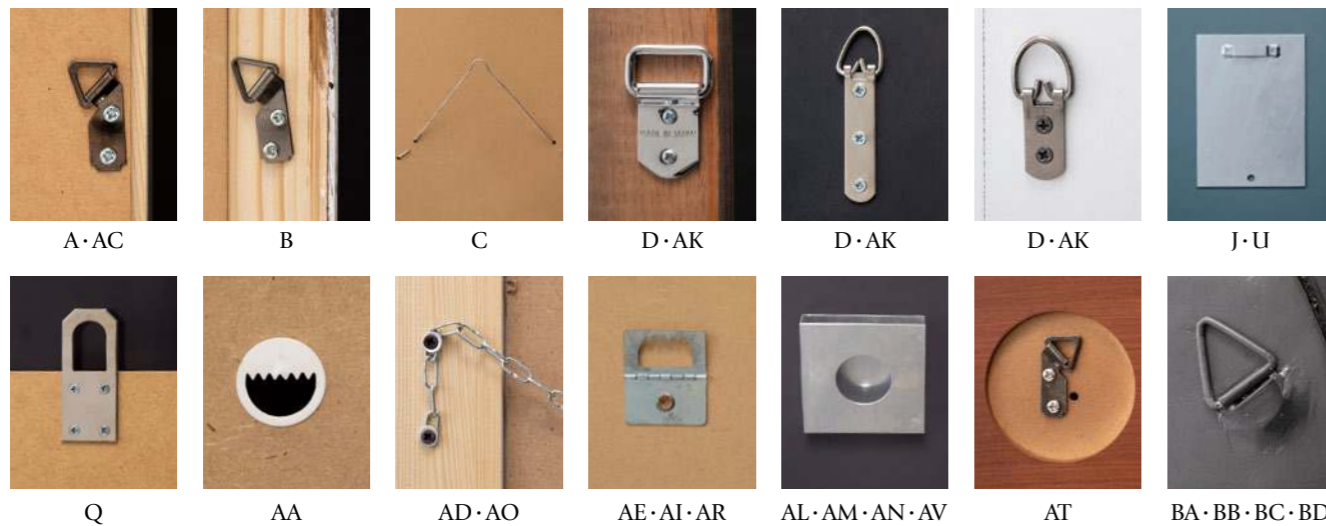 A · AC
B
C
D · AK
D · AK
D · AK
J · U
Q
AA
AD · AO
AE · AI · AR
AL · AM · AN · AV
AT
BA · BB · BC · BD